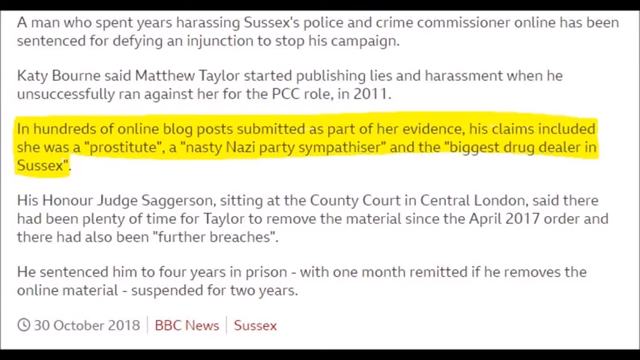 A man who spent years harassing Sussex's police and crime commissioner online has been
sentenced for defying an injunction to stop his campaign.
Katy Bourne said Matthew Taylor started publishing lies and harassment when he
unsuccessfully ran against her for the PCC role, in 2011.
In hundreds of online blog posts submitted as part of her evidence, his claims included
she was a "prostitute", a "nasty Nazi party sympathiser" and the "biggest drug dealer in
Sussex".
His Honour Judge Saggerson, sitting at the County Court in Central London, said there
had been plenty of time for Taylor to remove the material since the April 2017 order and
there had also been "further breaches".
He sentenced him to four years in prison - with one month remitted if he removes the
online material - suspended for two years.
30 October 2018 BBC News Sussex